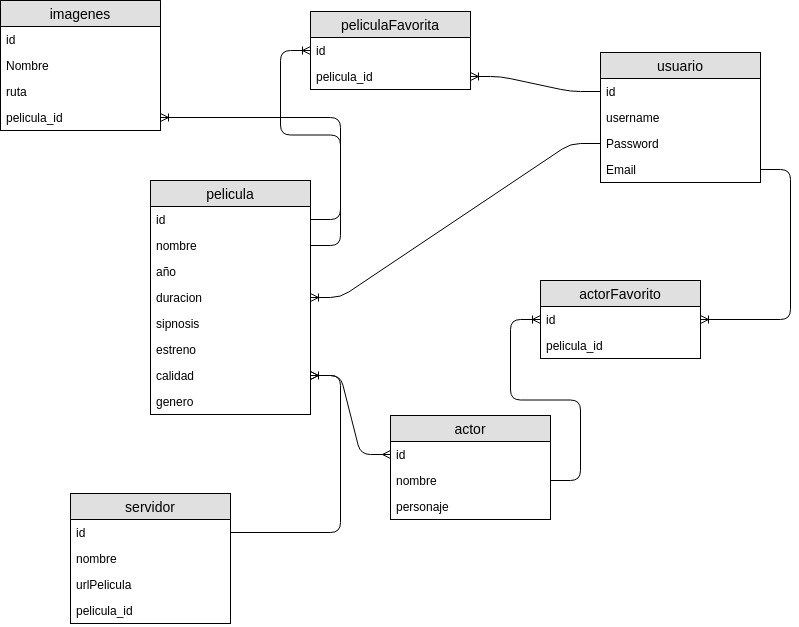 imagenes
id
Nombre
ruta
pelicula_id
peliculaFavorita
id
pelicula_id
usuario
id
username
Password
Email
pelicula
id
nombre
año
duracion
sipnosis
estreno
calidad
genero
actorFavorito
id
pelicula_id
actor
id
nombre
personaje
servidor
id
nombre
urlPelicula
pelicula_id